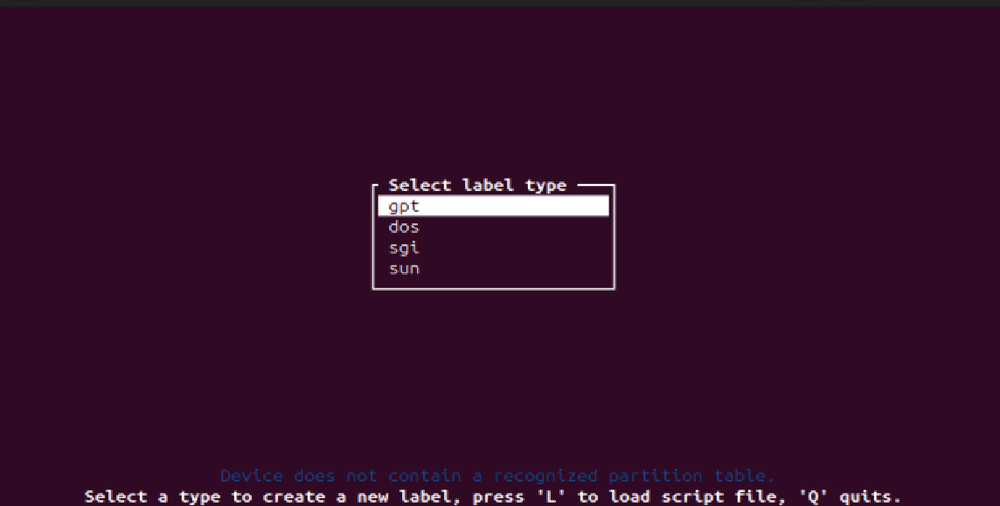 Select label type
gpt
dos
sgi
sun
Device does not contain a recognized partition table.
Select a type to create a new label, press 'L' to load script file, 'Q' quits.